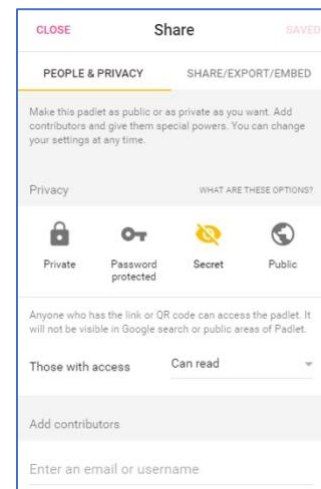 CLOSE Share SAVED
PEOPLE & PRIVACY SHARE/EXPORT/EMBED
Make this padlet as public or as private as you want. Add
contributors and give them special powers. You can change
your settings at any time.
Privacy WHAT ARE THESE OPTIONS?
Private Password Secret Public
protected
Anyone who has the link or QR code can access the padlet. It
will not be visible in Google search or public areas of Padlet.
Those with access Can read
Add contributors
Enter an email or username